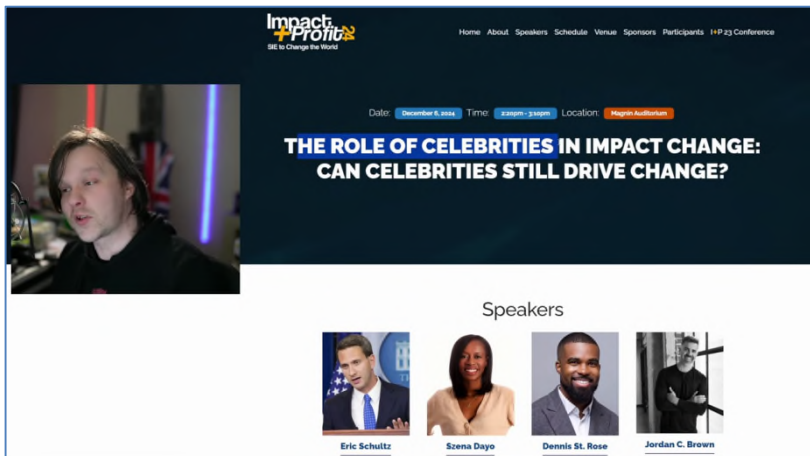 Impact
+Profit24
SIE to Change the World
Home About Speakers Schedule Venue Sponsors Participants I+P 23 Conference
Date: December 6, 2024 Time: 2:20pm - 3:10pm Location: Magnin Auditorium
THE ROLE OF CELEBRITIES IN IMPACT CHANGE:
CAN CELEBRITIES STILL DRIVE CHANGE?
Speakers
Eric Schultz Szena Dayo Dennis St. Rose Jordan C. Brown